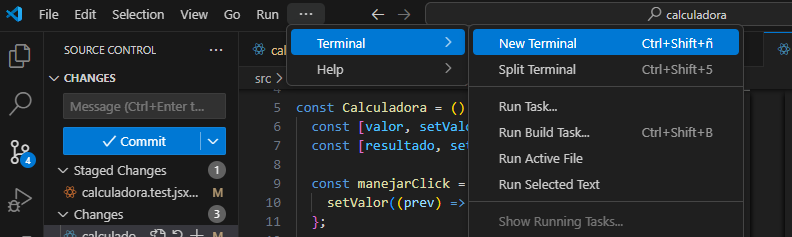 File Edit Selection View Go Run ··· calculadora
SOURCE CONTROL
CHANGES
Message (Ctrl+Enter t...
Commit
Staged Changes 1
calculadora.test.jsx... M
Changes 3
calculado... M
4
Terminal
Help
New Terminal Ctrl+Shift+ñ
Split Terminal Ctrl+Shift+5
Run Task...
Run Build Task... Ctrl+Shift+B
Run Active File
Run Selected Text
Show Running Tasks...
src
5 const Calculadora = ()
6 const [valor, setValo
7 const [resultado, set
8
9 const manejarClick =
10 setValor((prev) =>
11 };